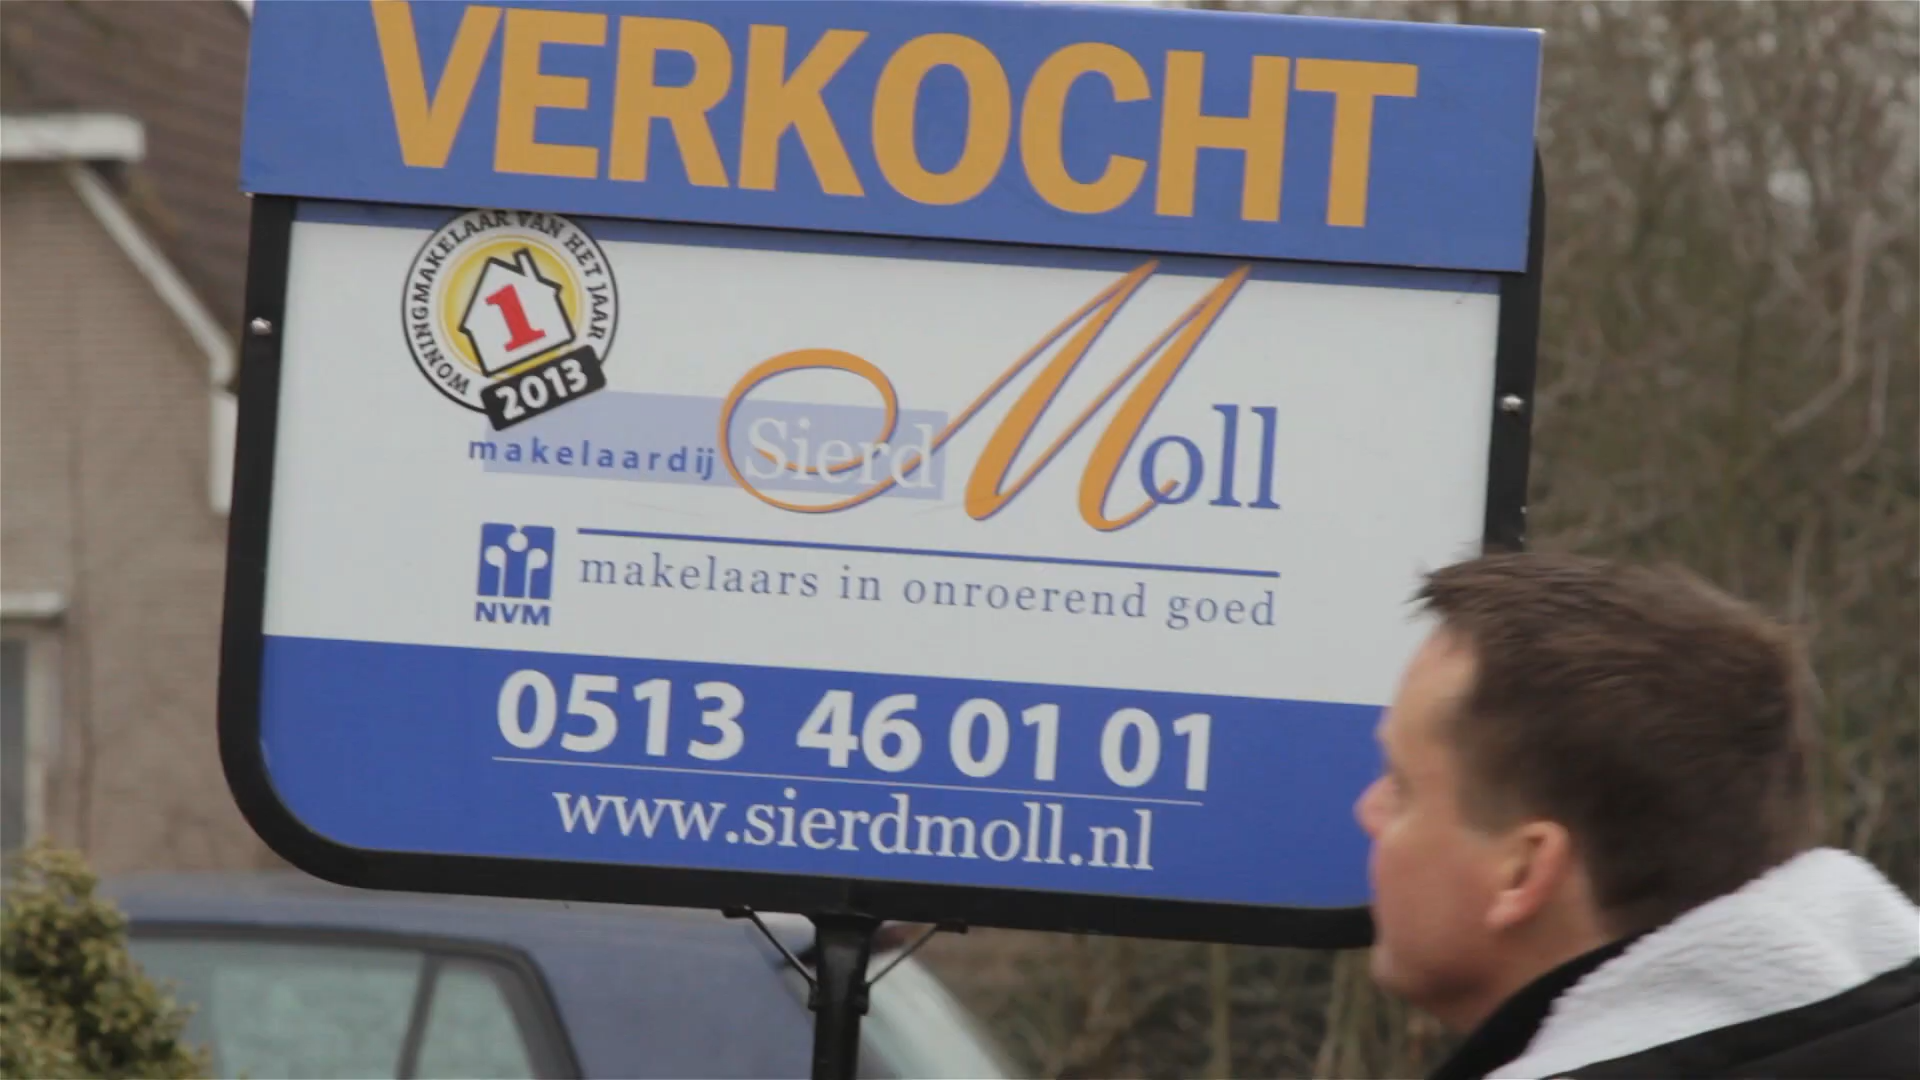 VERKOCHT
WONINGMAKELAAR VAN HET JAAR
1
2013
makelaardij Sierd Moll
NVM
makelaars in onroerend goed
0513 46 01 01
www.sierdmoll.nl